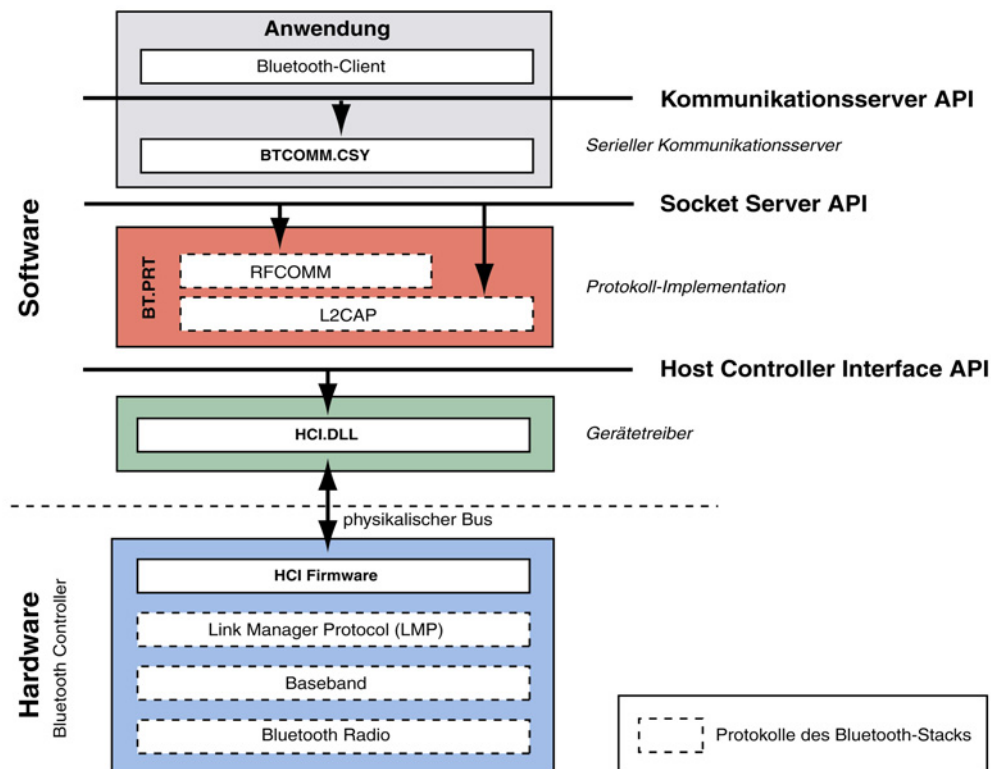 Anwendung
Bluetooth-Client
Kommunikationsserver API
BTCOMM.CSY
Serieller Kommunikationsserver
Software
Socket Server API
BT.PRT
RFCOMM
L2CAP
Protokoll-Implementation
Host Controller Interface API
HCI.DLL
Gerätetreiber
physikalischer Bus
Hardware
Bluetooth Controller
HCI Firmware
Link Manager Protocol (LMP)
Baseband
Bluetooth Radio
Protokolle des Bluetooth-Stacks